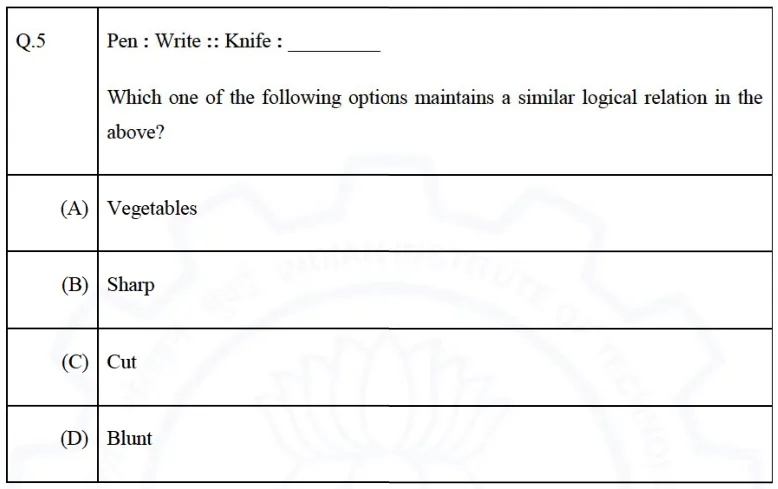 Q.5 Pen : Write :: Knife : _________
Which one of the following options maintains a similar logical relation in the
above?
(A) Vegetables
(B) Sharp
(C) Cut
(D) Blunt